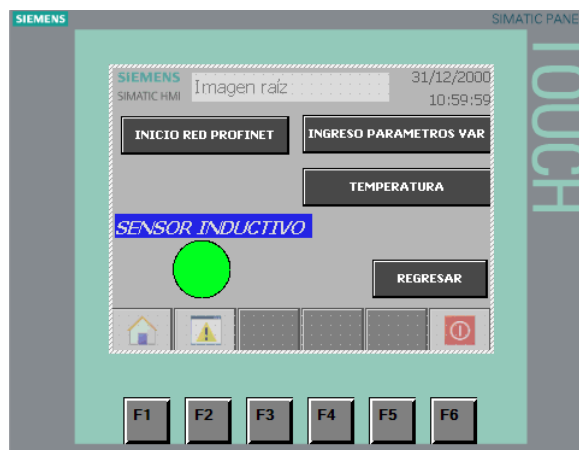 SIEMENS
SIMATIC PANE
TOUCH
SIEMENS
SIMATIC HMI
Imagen raíz
31/12/2000
10:59:59
INICIO RED PROFINET
INGRESO PARAMETROS VAR
TEMPERATURA
SENSOR INDUCTIVO
REGRESAR
F1
F2
F3
F4
F5
F6